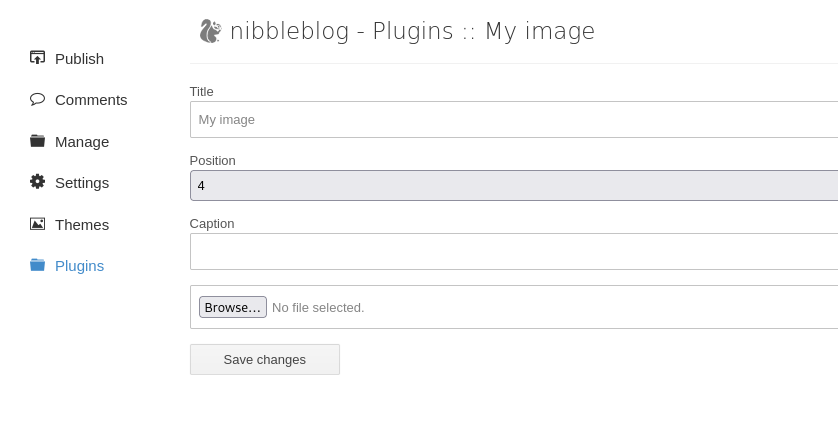 nibbleblog - Plugins :: My image
Publish
Comments
Manage
Settings
Themes
Plugins
Title
My image
Position
4
Caption
Browse... No file selected.
Save changes